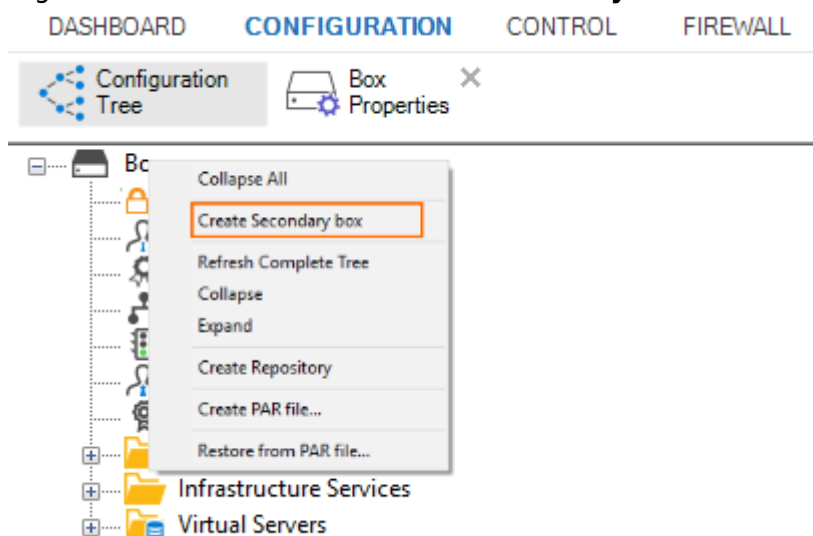 DASHBOARD CONFIGURATION CONTROL FIREWALL
Configuration Tree
Box Properties
Collapse All
Create Secondary box
Refresh Complete Tree
Collapse
Expand
Create Repository
Create PAR file...
Restore from PAR file...
Infrastructure Services
Virtual Servers